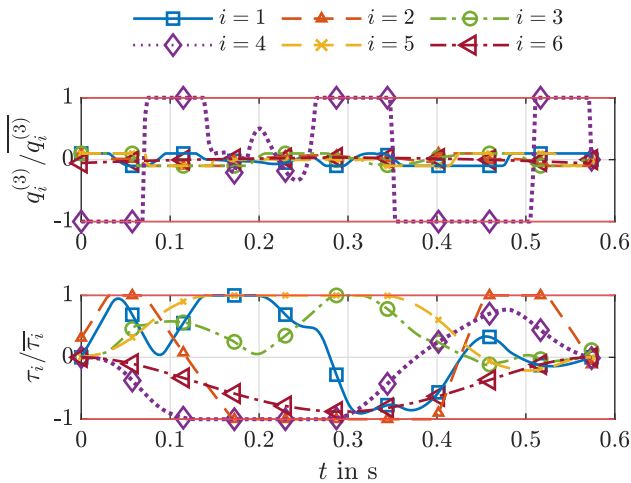 i = 1 i = 2 i = 3
i = 4 i = 5 i = 6
q_i^{(3)}/\overline{q_i^{(3)}}
1
0
-1
0 0.1 0.2 0.3 0.4 0.5 0.6
τ_i/\overline{τ_i}
1
0
-1
0 0.1 0.2 0.3 0.4 0.5 0.6
t in s